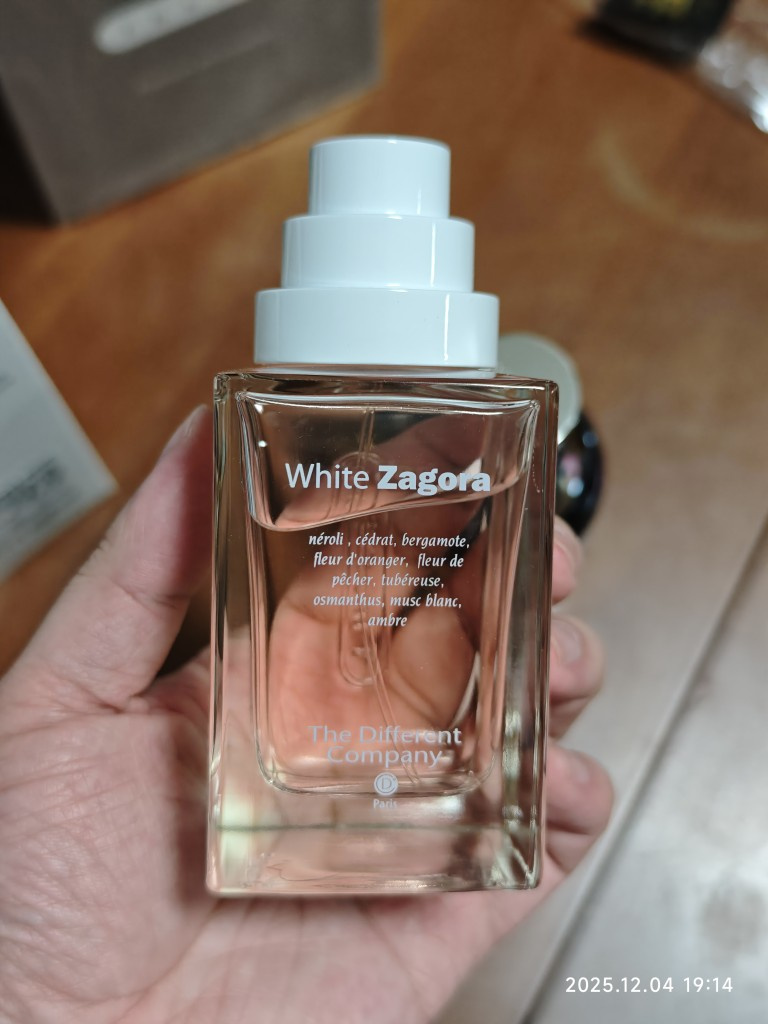 White Zagora
néroli , cédrat, bergamote,
fleur d'oranger, fleur de
pêcher, tubéreuse,
osmanthus, musc blanc,
ambre
The Different
Company
D
Paris
2025.12.04 19:14